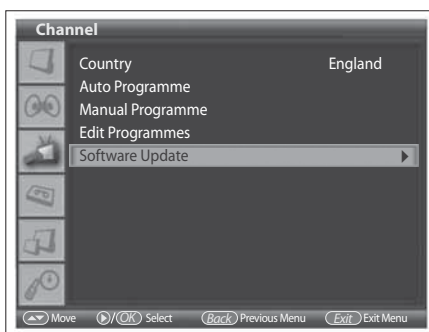 Channel
Country England
Auto Programme
Manual Programme
Edit Programmes
Software Update
Move /OK Select Back Previous Menu Exit Exit Menu